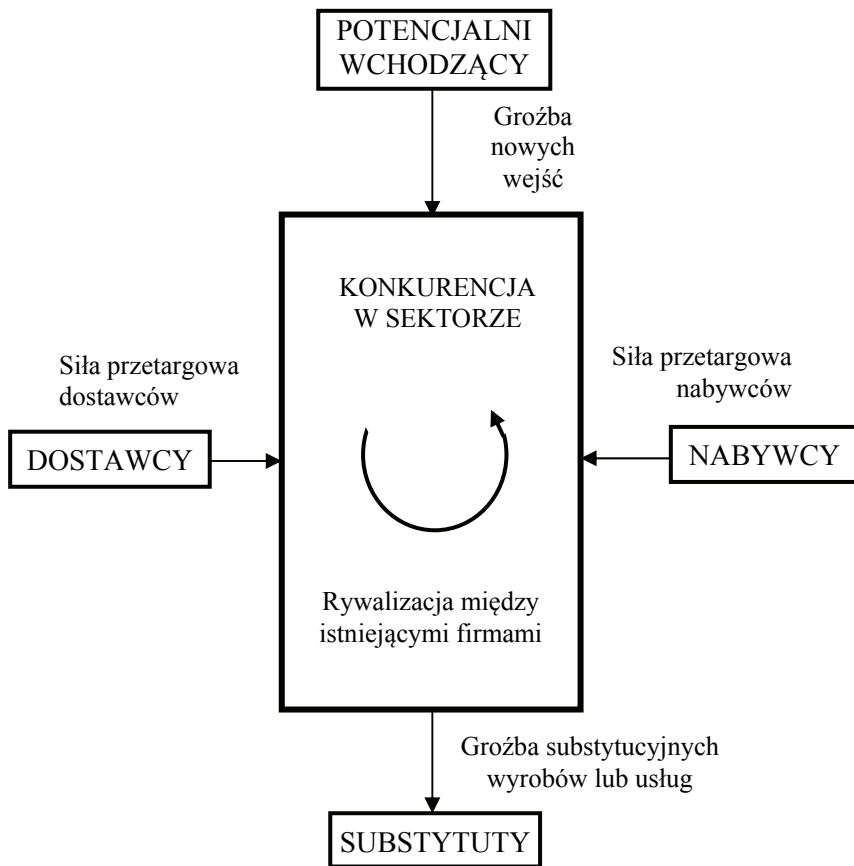 POTENCJALNI
WCHODZĄCY
Groźba
nowych
wejść
KONKURENCJA
W SEKTORZE
Siła przetargowa
dostawców
Siła przetargowa
nabywców
DOSTAWCY
NABYWCY
Rywalizacja między
istniejącymi firmami
Groźba substytucyjnych
wyrobów lub usług
SUBSTYTUTY